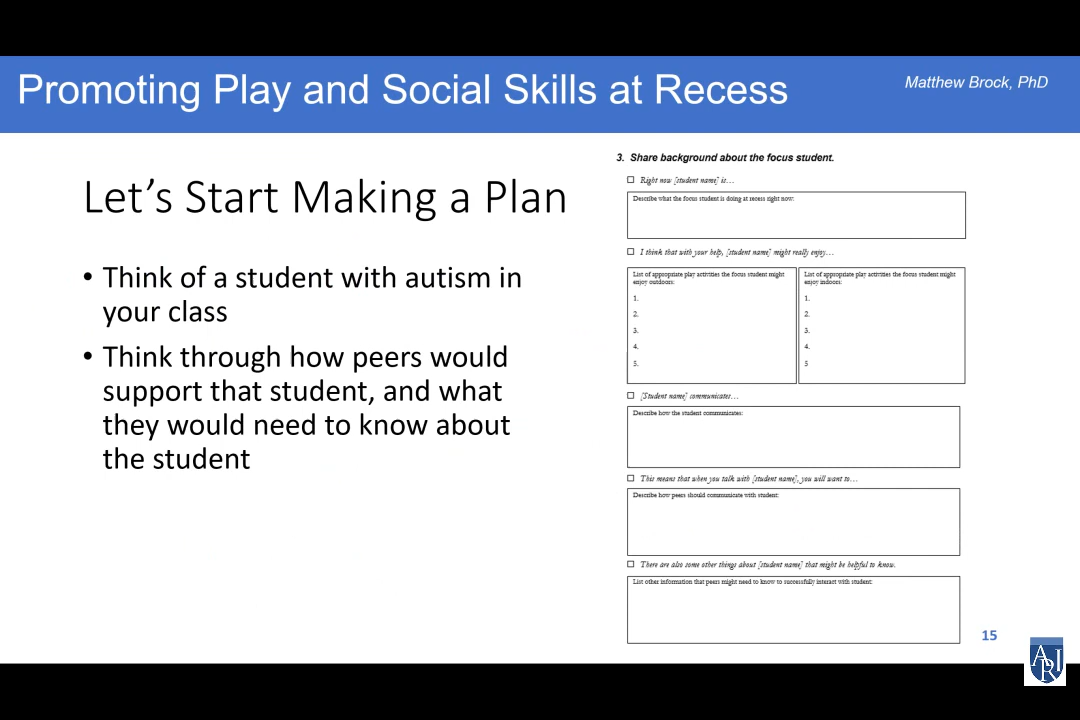 Promoting Play and Social Skills at Recess
Matthew Brock, PhD
Let's Start Making a Plan
• Think of a student with autism in
your class
• Think through how peers would
support that student, and what
they would need to know about
the student
3. Share background about the focus student.
☐ Right now [student name] is…
Describe what the focus student is doing at recess right now:
☐ I think that with your help, [student name] might really enjoy…
List of appropriate play activities the focus student might
enjoy outdoors:
1.
2.
3.
4.
5.
List of appropriate play activities the focus student might
enjoy indoors:
1.
2.
3.
4.
5
☐ [Student name] communicates…
Describe how the student communicates:
☐ This means that when you talk with [student name], you will want to…
Describe how peers should communicate with student:
☐ There are also some other things about [student name] that might be helpful to know.
List other information that peers might need to know to successfully interact with student:
15
ARI